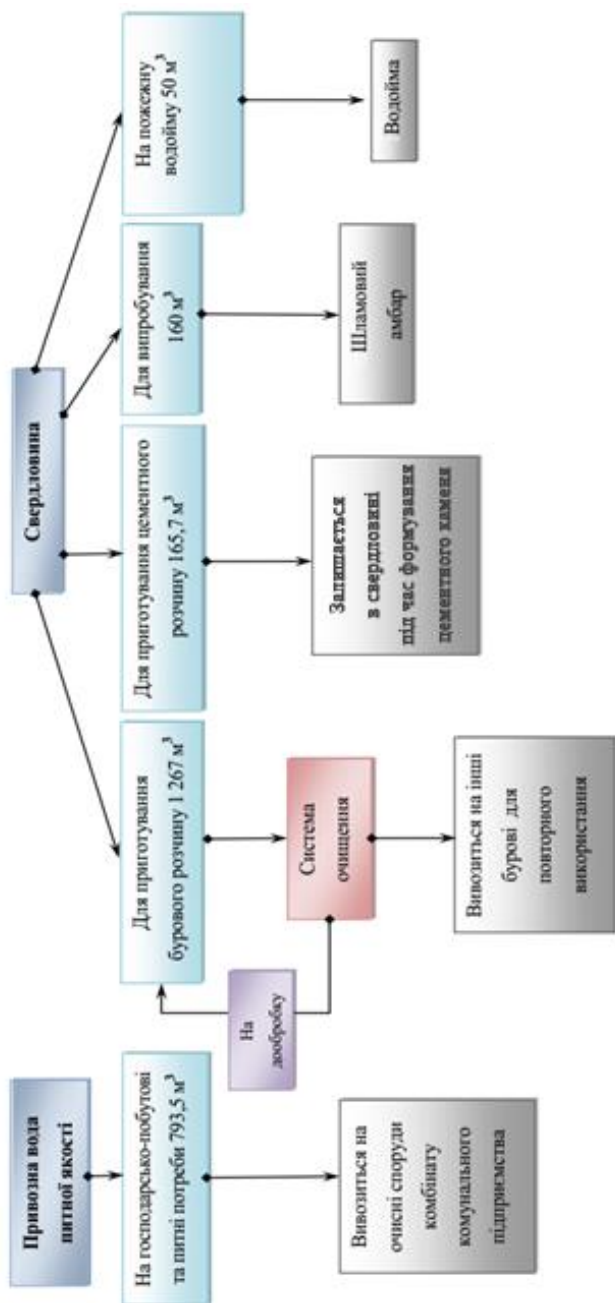 Привозна вода
питної якості
На господарсько-побутові
та питні потреби 793,5 м³
Вивозиться на
очисні споруди
комбінату
комунального
підприємства
Свердловина
Для приготування
бурового розчину 1 267 м³
На
дообробку
Система
очищення
Вивозиться на інші
бурові для
повторного
використання
Для приготування цементного
розчину 165,7 м³
Залишається
в свердловині
під час формування
цементного каменя
Для випробування
160 м³
Шламовий
амбар
На пожежну
водойму 50 м³
Водойма